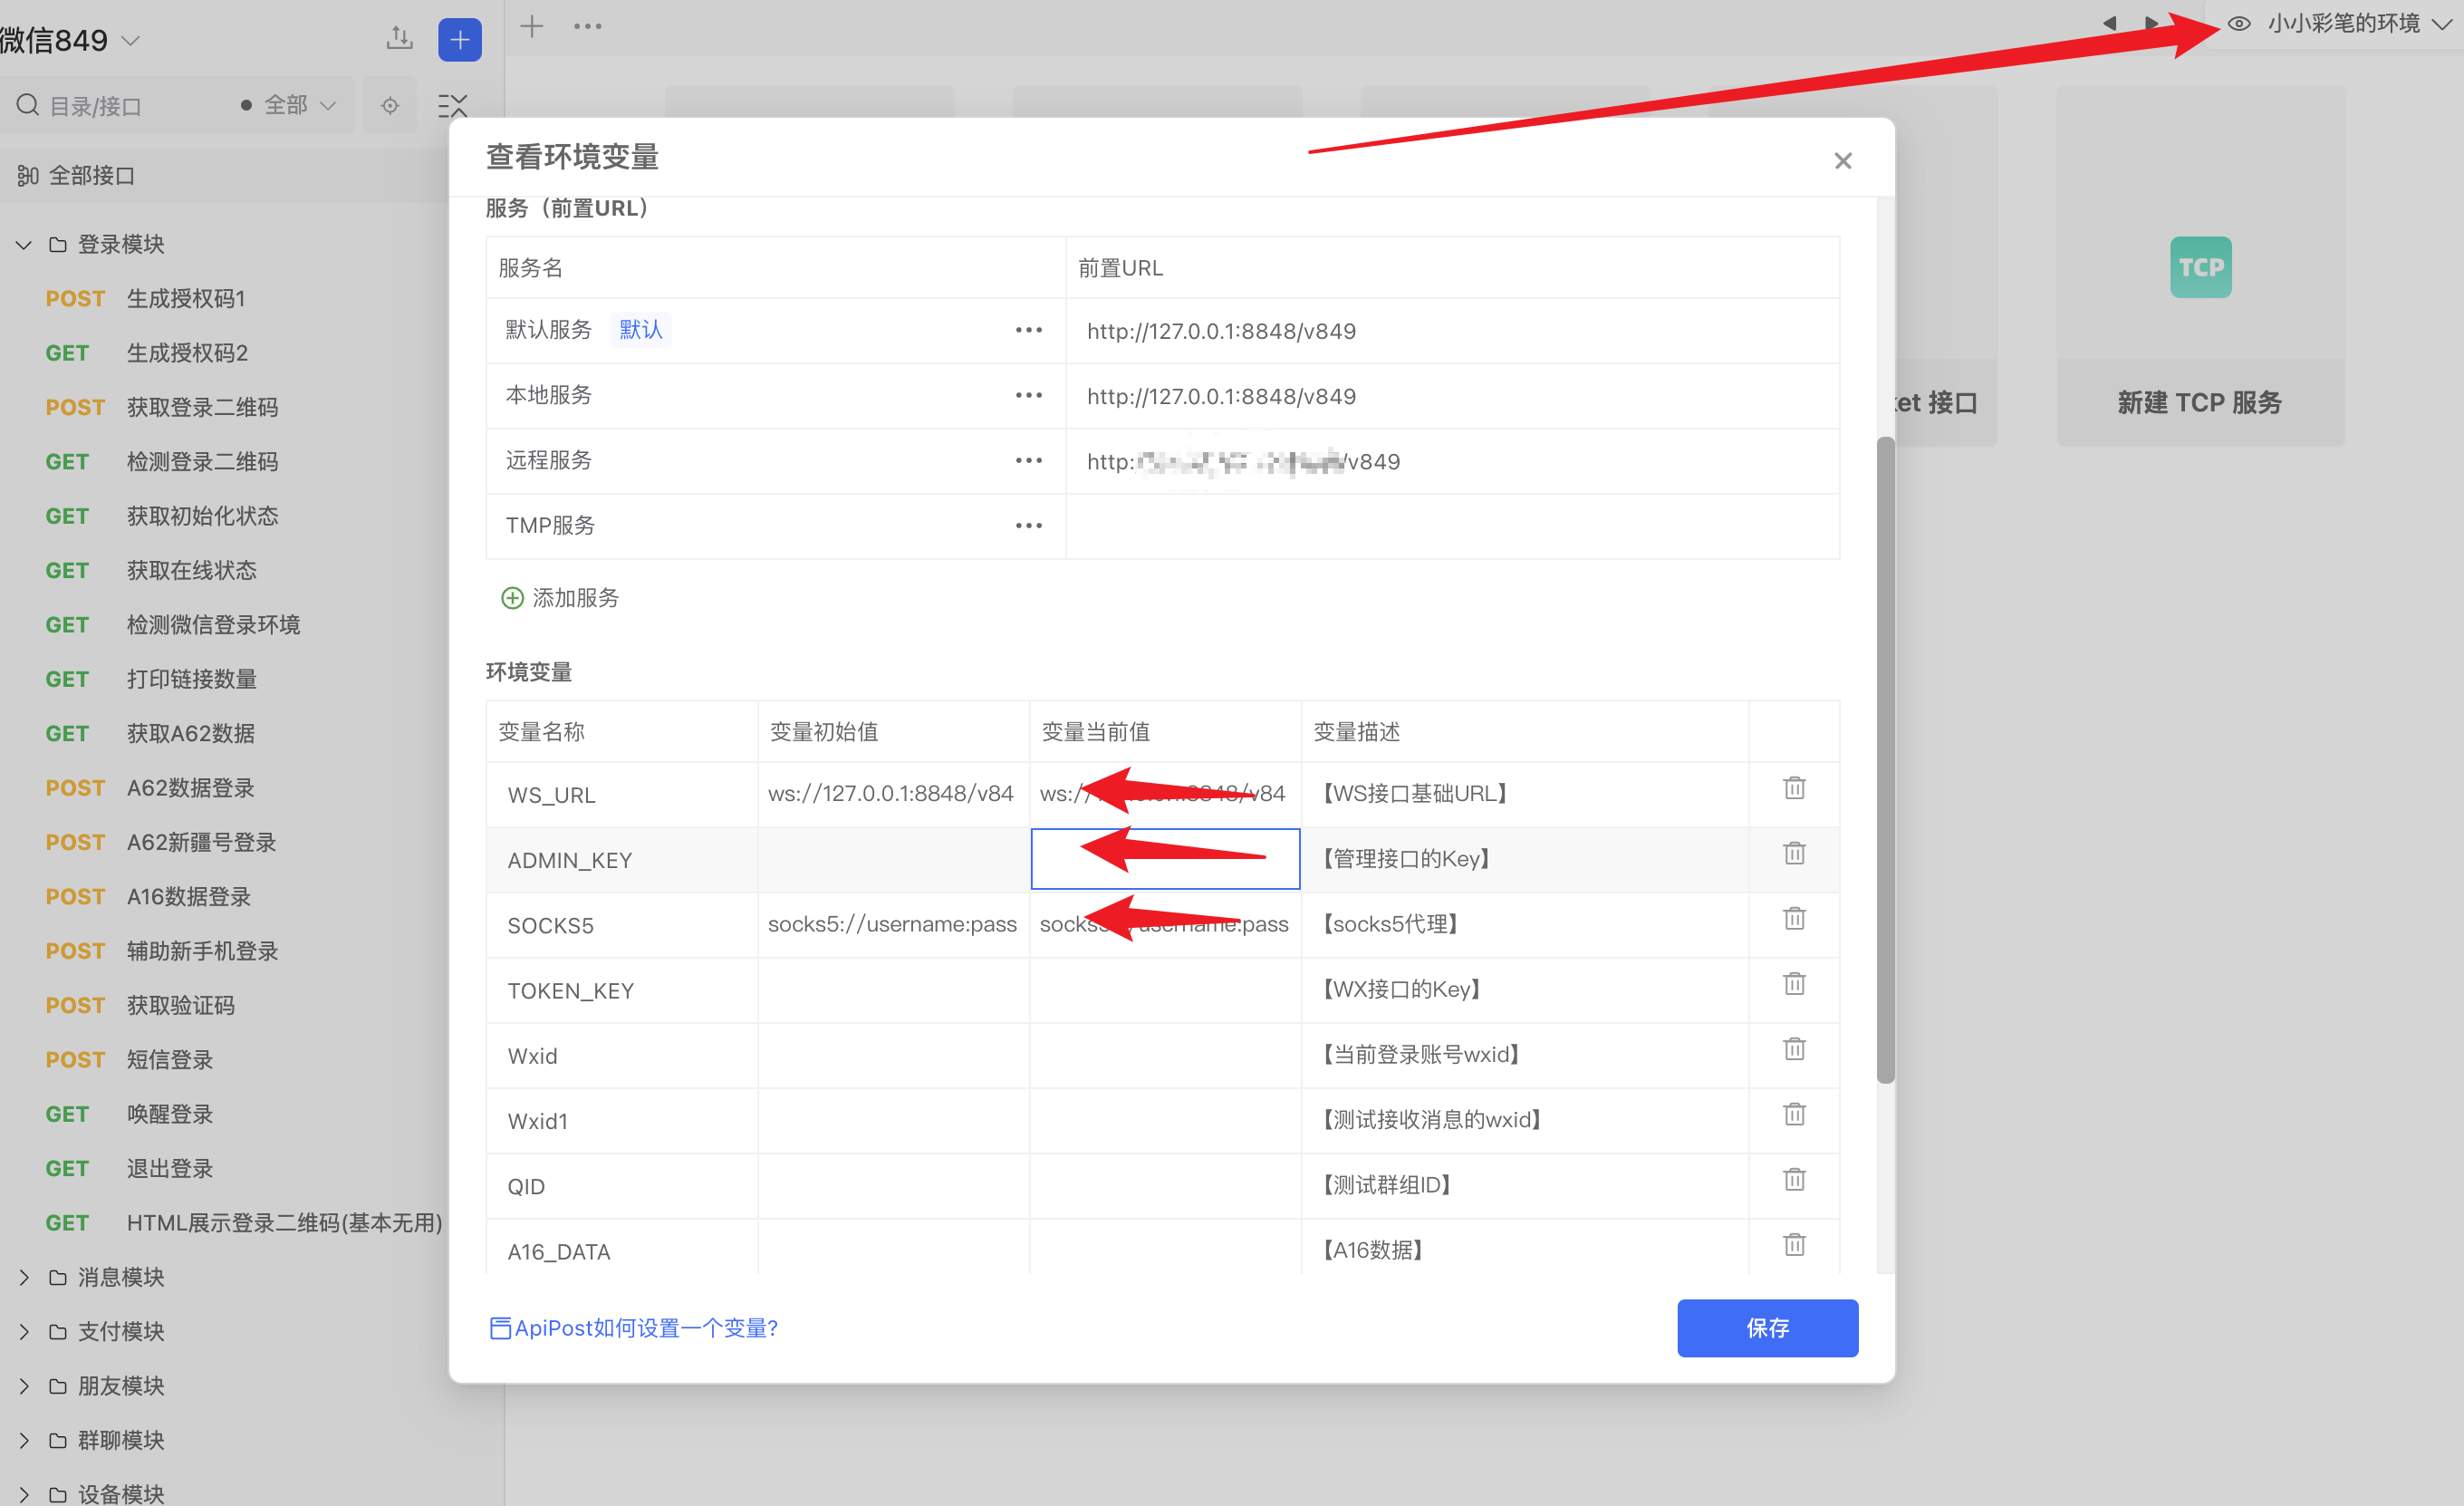 微信849
小小彩笔的环境
目录/接口
全部
全部接口
登录模块
POST 生成授权码1
GET 生成授权码2
POST 获取登录二维码
GET 检测登录二维码
GET 获取初始化状态
GET 获取在线状态
GET 检测微信登录环境
GET 打印链接数量
GET 获取A62数据
POST A62数据登录
POST A62新疆号登录
POST A16数据登录
POST 辅助新手机登录
POST 获取验证码
POST 短信登录
GET 唤醒登录
GET 退出登录
GET HTML展示登录二维码(基本无用)
消息模块
支付模块
朋友模块
群聊模块
设备模块
查看环境变量
服务（前置URL）
服务名 前置URL
默认服务 默认 http://127.0.0.1:8848/v849
本地服务 http://127.0.0.1:8848/v849
远程服务 http: /v849
TMP服务
添加服务
环境变量
变量名称 变量初始值 变量当前值 变量描述
WS_URL ws://127.0.0.1:8848/v84 ws:// v84 【WS接口基础URL】
ADMIN_KEY 【管理接口的Key】
SOCKS5 socks5://username:pass socks :pass 【socks5代理】
TOKEN_KEY 【WX接口的Key】
Wxid 【当前登录账号wxid】
Wxid1 【测试接收消息的wxid】
QID 【测试群组ID】
A16_DATA 【A16数据】
ApiPost如何设置一个变量?
保存
et 接口
TCP
新建 TCP 服务